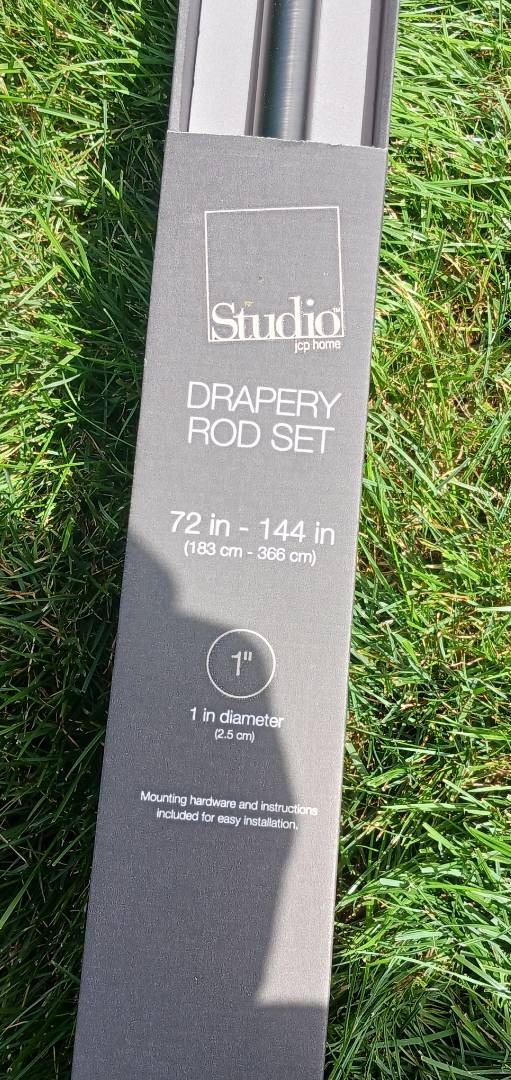 Studio™
jcp home
DRAPERY
ROD SET
72 in - 144 in
(183 cm - 366 cm)
1"
1 in diameter
(2.5 cm)
Mounting hardware and instructions
included for easy installation.